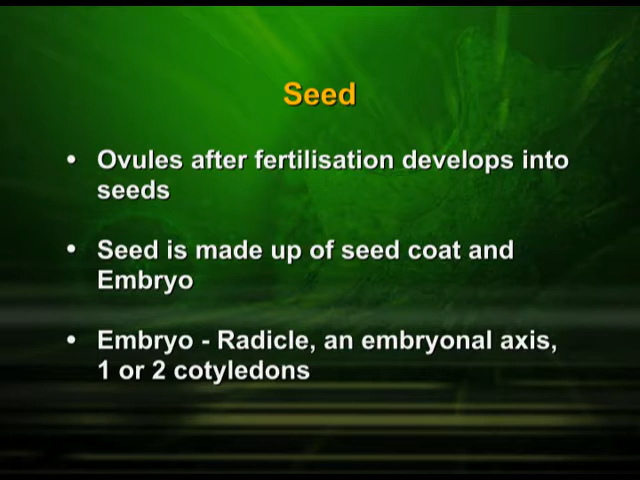 Seed
• Ovules after fertilisation develops into
seeds
• Seed is made up of seed coat and
Embryo
• Embryo - Radicle, an embryonal axis,
1 or 2 cotyledons